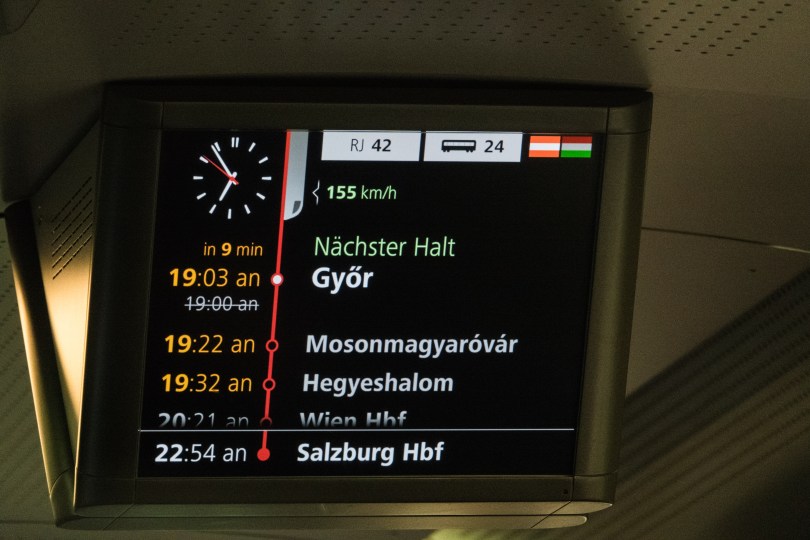 RJ 42
24
155 km/h
in 9 min
Nächster Halt
19:03 an
Győr
19:00 an
19:22 an
Mosonmagyaróvár
19:32 an
Hegyeshalom
20:21 an
Wien Hbf
22:54 an
Salzburg Hbf